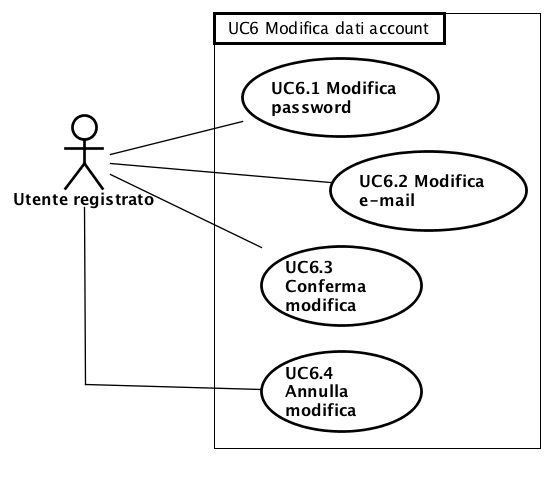 UC6 Modifica dati account
UC6.1 Modifica
password
UC6.2 Modifica
e-mail
Utente registrato
UC6.3
Conferma
modifica
UC6.4
Annulla
modifica